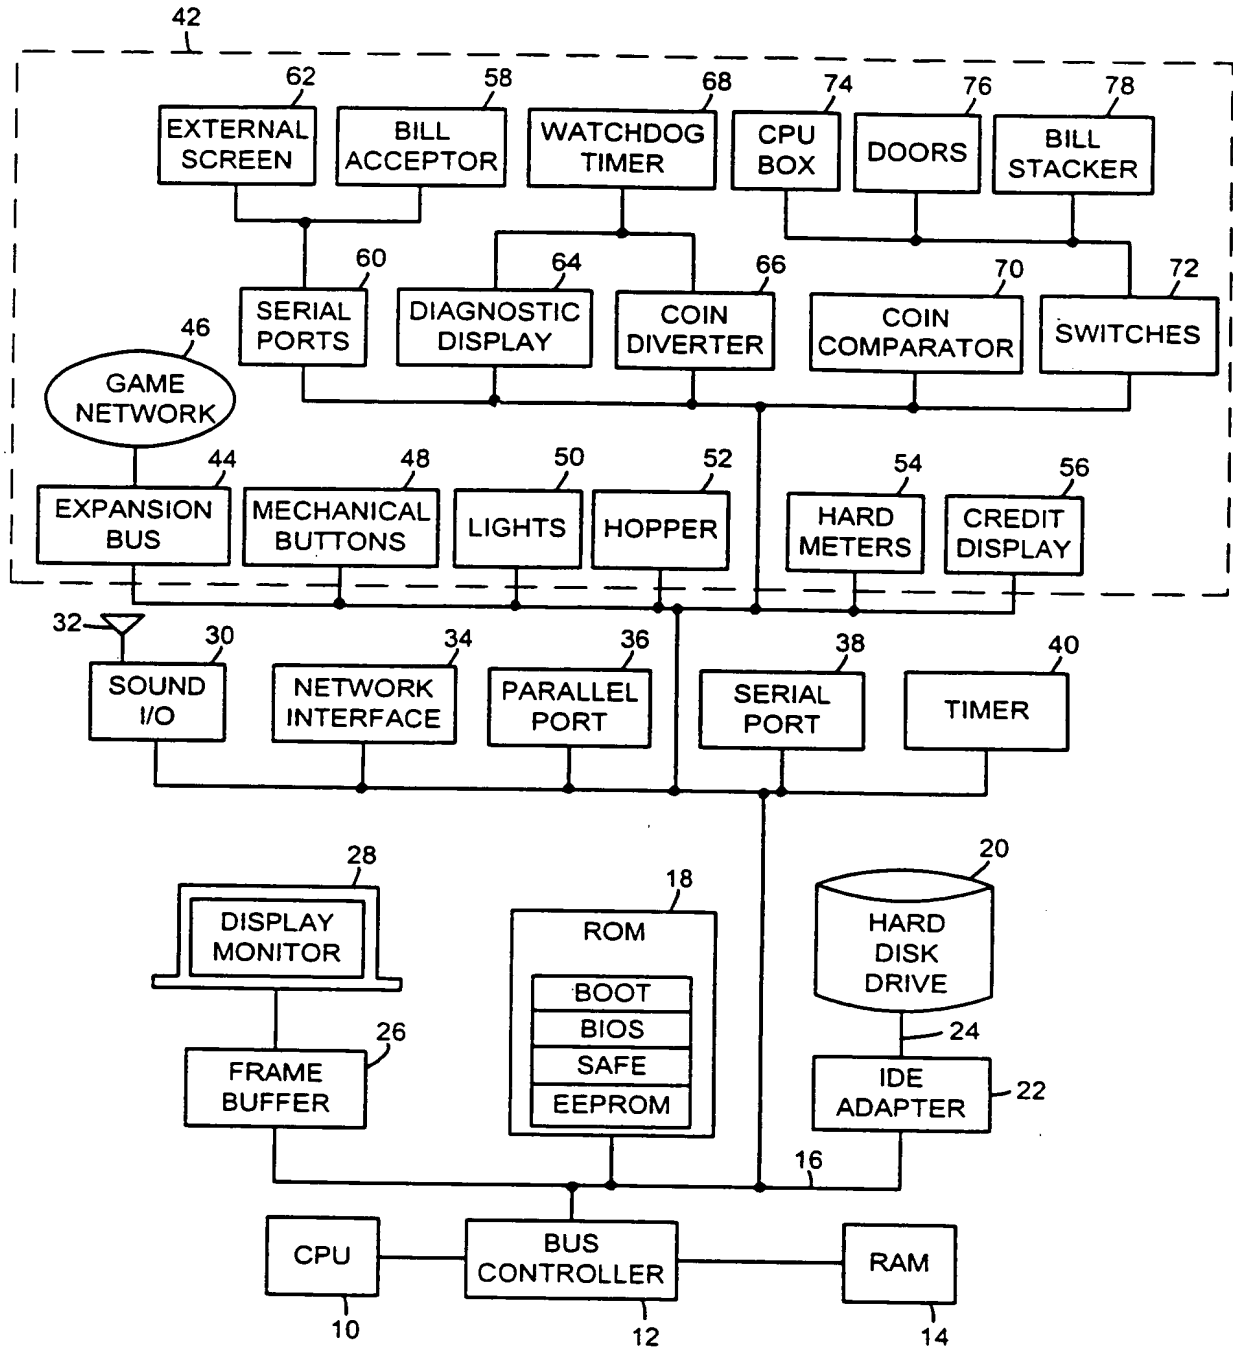 42
62
58
68
74
76
78
EXTERNAL
SCREEN
BILL
ACCEPTOR
WATCHDOG
TIMER
CPU
BOX
DOORS
BILL
STACKER
60
64
66
70
72
SERIAL
PORTS
DIAGNOSTIC
DISPLAY
COIN
DIVERTER
COIN
COMPARATOR
SWITCHES
46
GAME
NETWORK
44
48
50
52
54
56
EXPANSION
BUS
MECHANICAL
BUTTONS
LIGHTS
HOPPER
HARD
METERS
CREDIT
DISPLAY
32
30
34
36
38
40
SOUND
I/O
NETWORK
INTERFACE
PARALLEL
PORT
SERIAL
PORT
TIMER
28
18
20
DISPLAY
MONITOR
ROM
BOOT
BIOS
SAFE
EEPROM
HARD
DISK
DRIVE
26
24
FRAME
BUFFER
IDE
ADAPTER
22
16
CPU
BUS
CONTROLLER
RAM
10
12
14